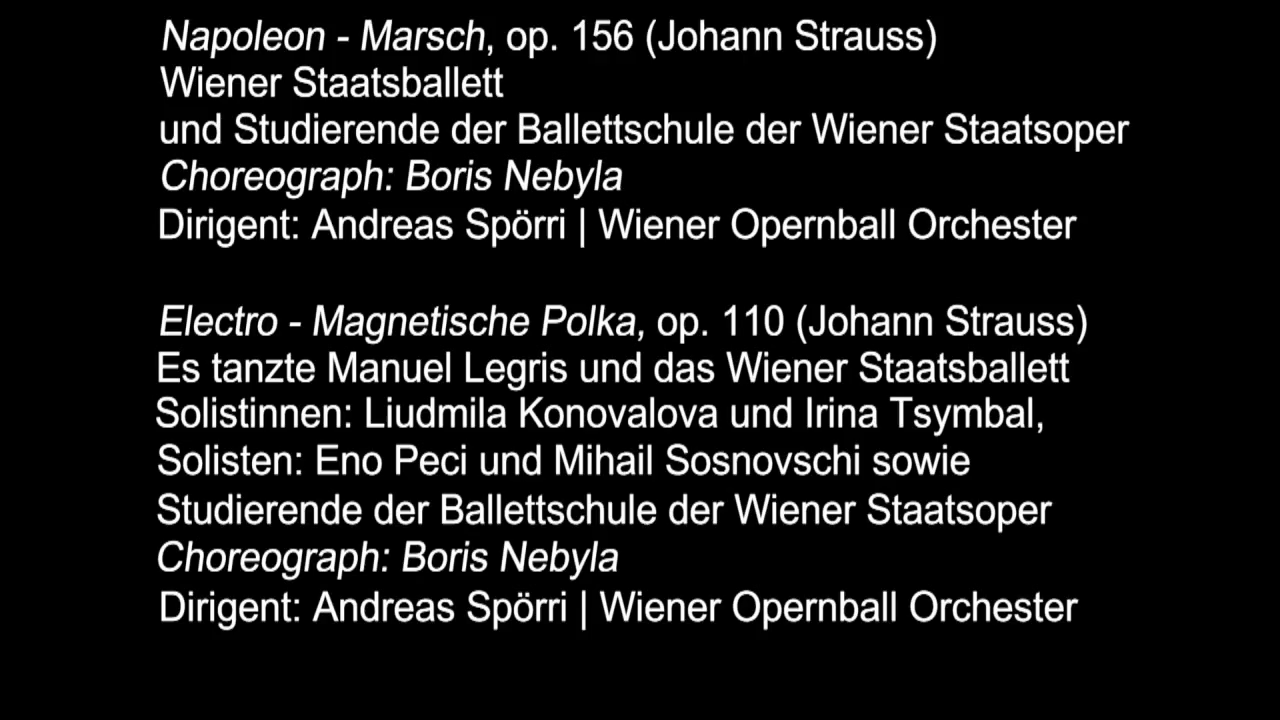 Napoleon - Marsch, op. 156 (Johann Strauss)
Wiener Staatsballett
und Studierende der Ballettschule der Wiener Staatsoper
Choreograph: Boris Nebyla
Dirigent: Andreas Spörri | Wiener Opernball Orchester
Electro - Magnetische Polka, op. 110 (Johann Strauss)
Es tanzte Manuel Legris und das Wiener Staatsballett
Solistinnen: Liudmila Konovalova und Irina Tsymbal,
Solisten: Eno Peci und Mihail Sosnovschi sowie
Studierende der Ballettschule der Wiener Staatsoper
Choreograph: Boris Nebyla
Dirigent: Andreas Spörri | Wiener Opernball Orchester